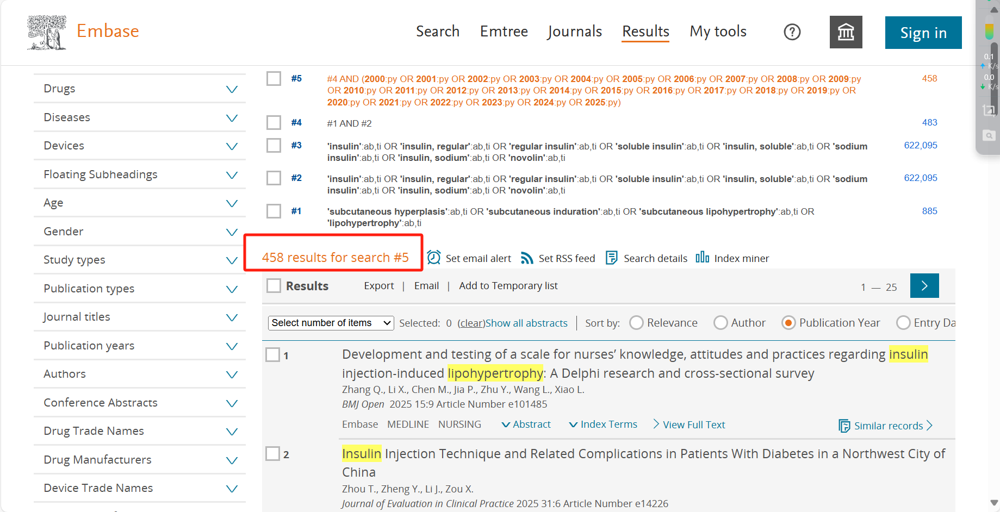 Embase
Search Emtree Journals Results My tools ? Sign in
0.1
K/s
0.0
K/s
Drugs
Diseases
Devices
Floating Subheadings
Age
Gender
Study types
Publication types
Journal titles
Publication years
Authors
Conference Abstracts
Drug Trade Names
Drug Manufacturers
Device Trade Names
#5 #4 AND (2000:py OR 2001:py OR 2002:py OR 2003:py OR 2004:py OR 2005:py OR 2006:py OR 2007:py OR 2008:py OR 2009:py 458
OR 2010:py OR 2011:py OR 2012:py OR 2013:py OR 2014:py OR 2015:py OR 2016:py OR 2017:py OR 2018:py OR 2019:py OR
2020:py OR 2021:py OR 2022:py OR 2023:py OR 2024:py OR 2025:py)
#4 #1 AND #2 483
#3 'insulin':ab,ti OR 'insulin, regular':ab,ti OR 'regular insulin':ab,ti OR 'soluble insulin':ab,ti OR 'insulin, soluble':ab,ti OR 'sodium 622,095
insulin':ab,ti OR 'insulin, sodium':ab,ti OR 'novolin':ab,ti
#2 'insulin':ab,ti OR 'insulin, regular':ab,ti OR 'regular insulin':ab,ti OR 'soluble insulin':ab,ti OR 'insulin, soluble':ab,ti OR 'sodium 622,095
insulin':ab,ti OR 'insulin, sodium':ab,ti OR 'novolin':ab,ti
#1 'subcutaneous hyperplasis':ab,ti OR 'subcutaneous induration':ab,ti OR 'subcutaneous lipohypertrophy':ab,ti OR 885
'lipohypertrophy':ab,ti
458 results for search #5 Set email alert Set RSS feed Search details Index miner
Results Export | Email | Add to Temporary list 1 — 25
Select number of items Selected: 0 (clear)Show all abstracts Sort by: Relevance Author Publication Year Entry Da
1 Development and testing of a scale for nurses’ knowledge, attitudes and practices regarding insulin
injection-induced lipohypertrophy: A Delphi research and cross-sectional survey
Zhang Q., Li X., Chen M., Jia P., Zhu Y., Wang L., Xiao L.
BMJ Open 2025 15:9 Article Number e101485
Embase MEDLINE NURSING Abstract Index Terms View Full Text Similar records
2 Insulin Injection Technique and Related Complications in Patients With Diabetes in a Northwest City of
China
Zhou T., Zheng Y., Li J., Zou X.
Journal of Evaluation in Clinical Practice 2025 31:6 Article Number e14226